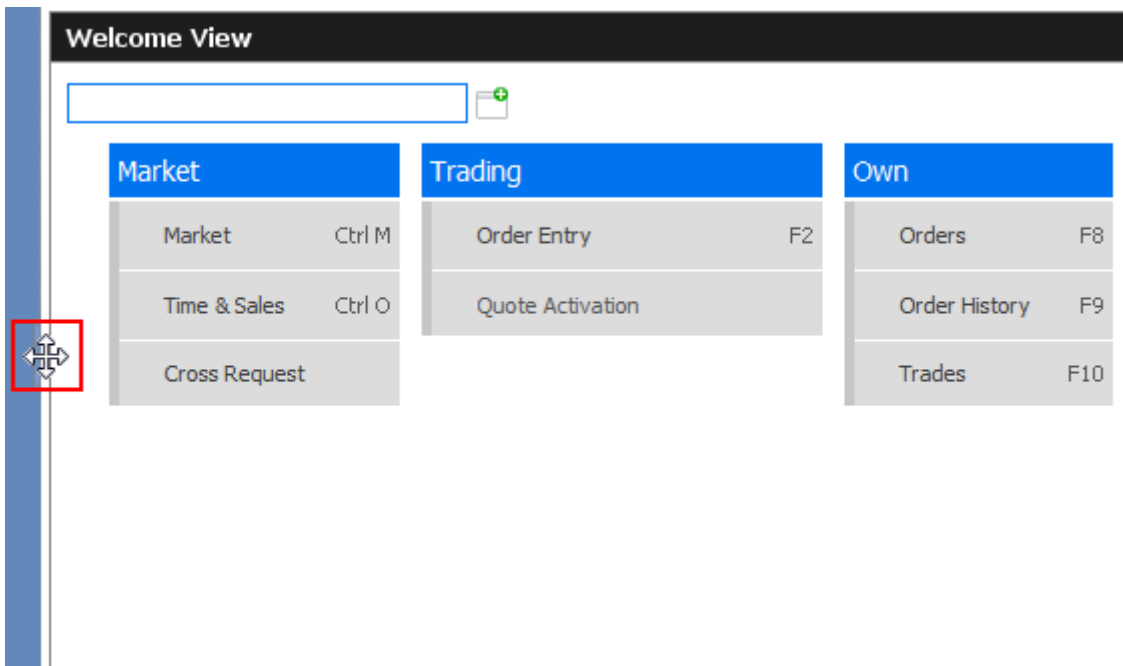 Welcome View
Market
Market Ctrl M
Time & Sales Ctrl O
Cross Request
Trading
Order Entry F2
Quote Activation
Own
Orders F8
Order History F9
Trades F10